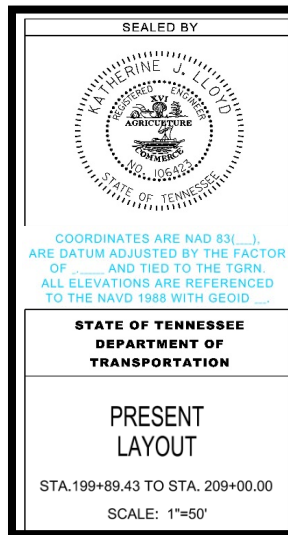 SEALED BY
KATHERINE J. LLOYD
REGISTERED ENGINEER
XVI
AGRICULTURE
COMMERCE
NO. 106423
STATE OF TENNESSEE
COORDINATES ARE NAD 83(__),
ARE DATUM ADJUSTED BY THE FACTOR
OF _._____ AND TIED TO THE TGRN.
ALL ELEVATIONS ARE REFERENCED
TO THE NAVD 1988 WITH GEOID __.
STATE OF TENNESSEE
DEPARTMENT OF
TRANSPORTATION
PRESENT
LAYOUT
STA.199+89.43 TO STA. 209+00.00
SCALE: 1"=50'